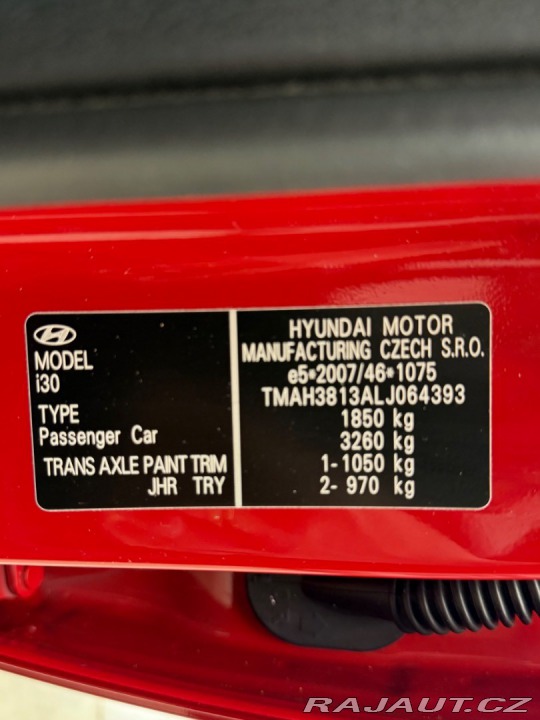 MODEL
i30
TYPE
Passenger Car
TRANS AXLE PAINT TRIM
JHR TRY
HYUNDAI MOTOR
MANUFACTURING CZECH S.R.O.
e5*2007/46*1075
TMAH3813ALJ064393
1850 kg
3260 kg
1-1050 kg
2- 970 kg
RAJAUT.CZ